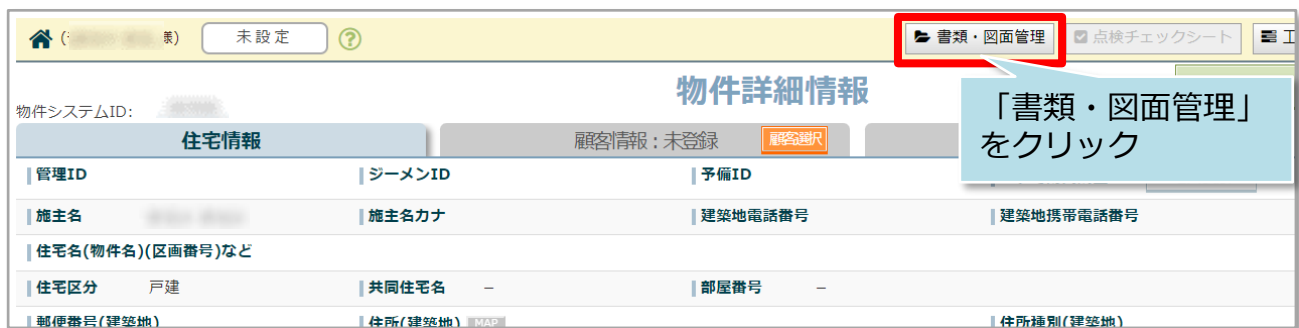 様) 未設定 ? 書類・図面管理 点検チェックシート 工
物件詳細情報
物件システムID:
「書類・図面管理」
をクリック
住宅情報 顧客情報:未登録 顧客選択
管理ID ジーメンID 予備ID
施主名 施主名カナ 建築地電話番号 建築地携帯電話番号
住宅名(物件名)(区画番号)など
住宅区分 戸建 共同住宅名 – 部屋番号 –
郵便番号(建築地) 住所(建築地) MAP 住所種別(建築地)